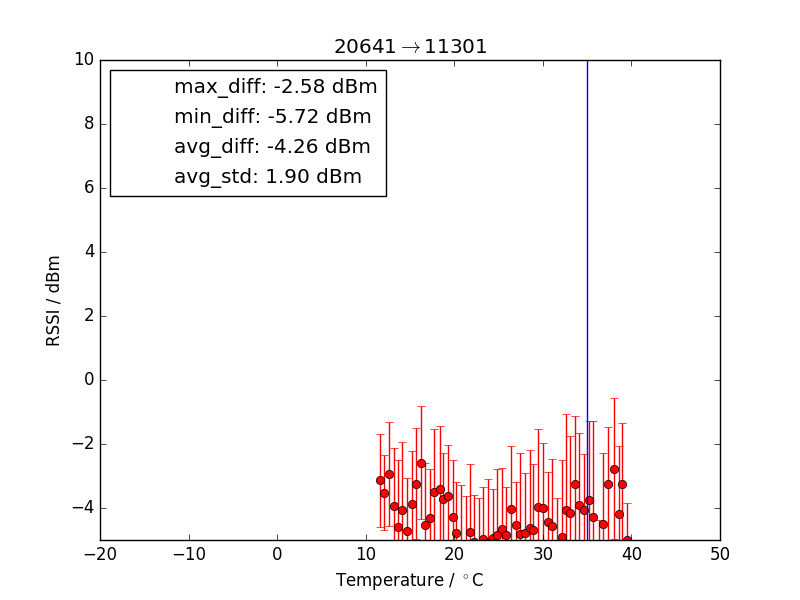 20641→11301
max_diff: -2.58 dBm
min_diff: -5.72 dBm
avg_diff: -4.26 dBm
avg_std: 1.90 dBm
10
8
6
4
2
0
−2
−4
RSSI / dBm
−20 −10 0 10 20 30 40 50
Temperature / °C